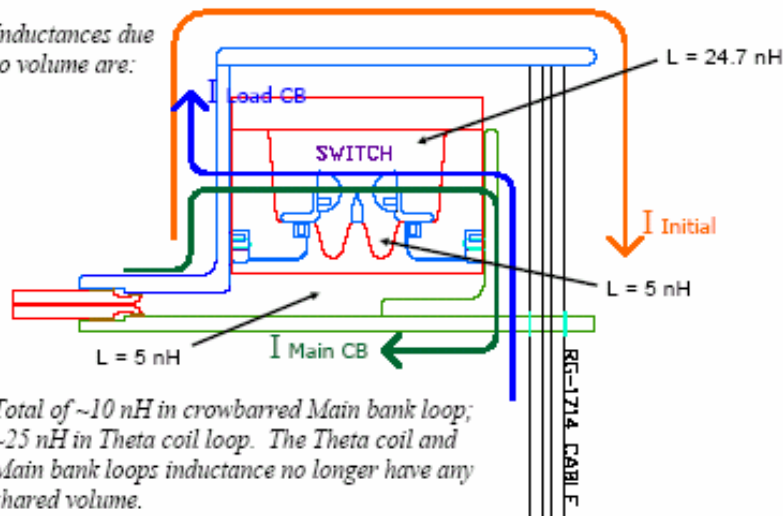 nductances due
o volume are:
L = 24.7 nH
I Load CB
SWITCH
I Initial
L = 5 nH
L = 5 nH
I Main CB
RG-1714 CABLE
Total of ~10 nH in crowbarred Main bank loop;
~25 nH in Theta coil loop. The Theta coil and
Main bank loops inductance no longer have any
shared volume.